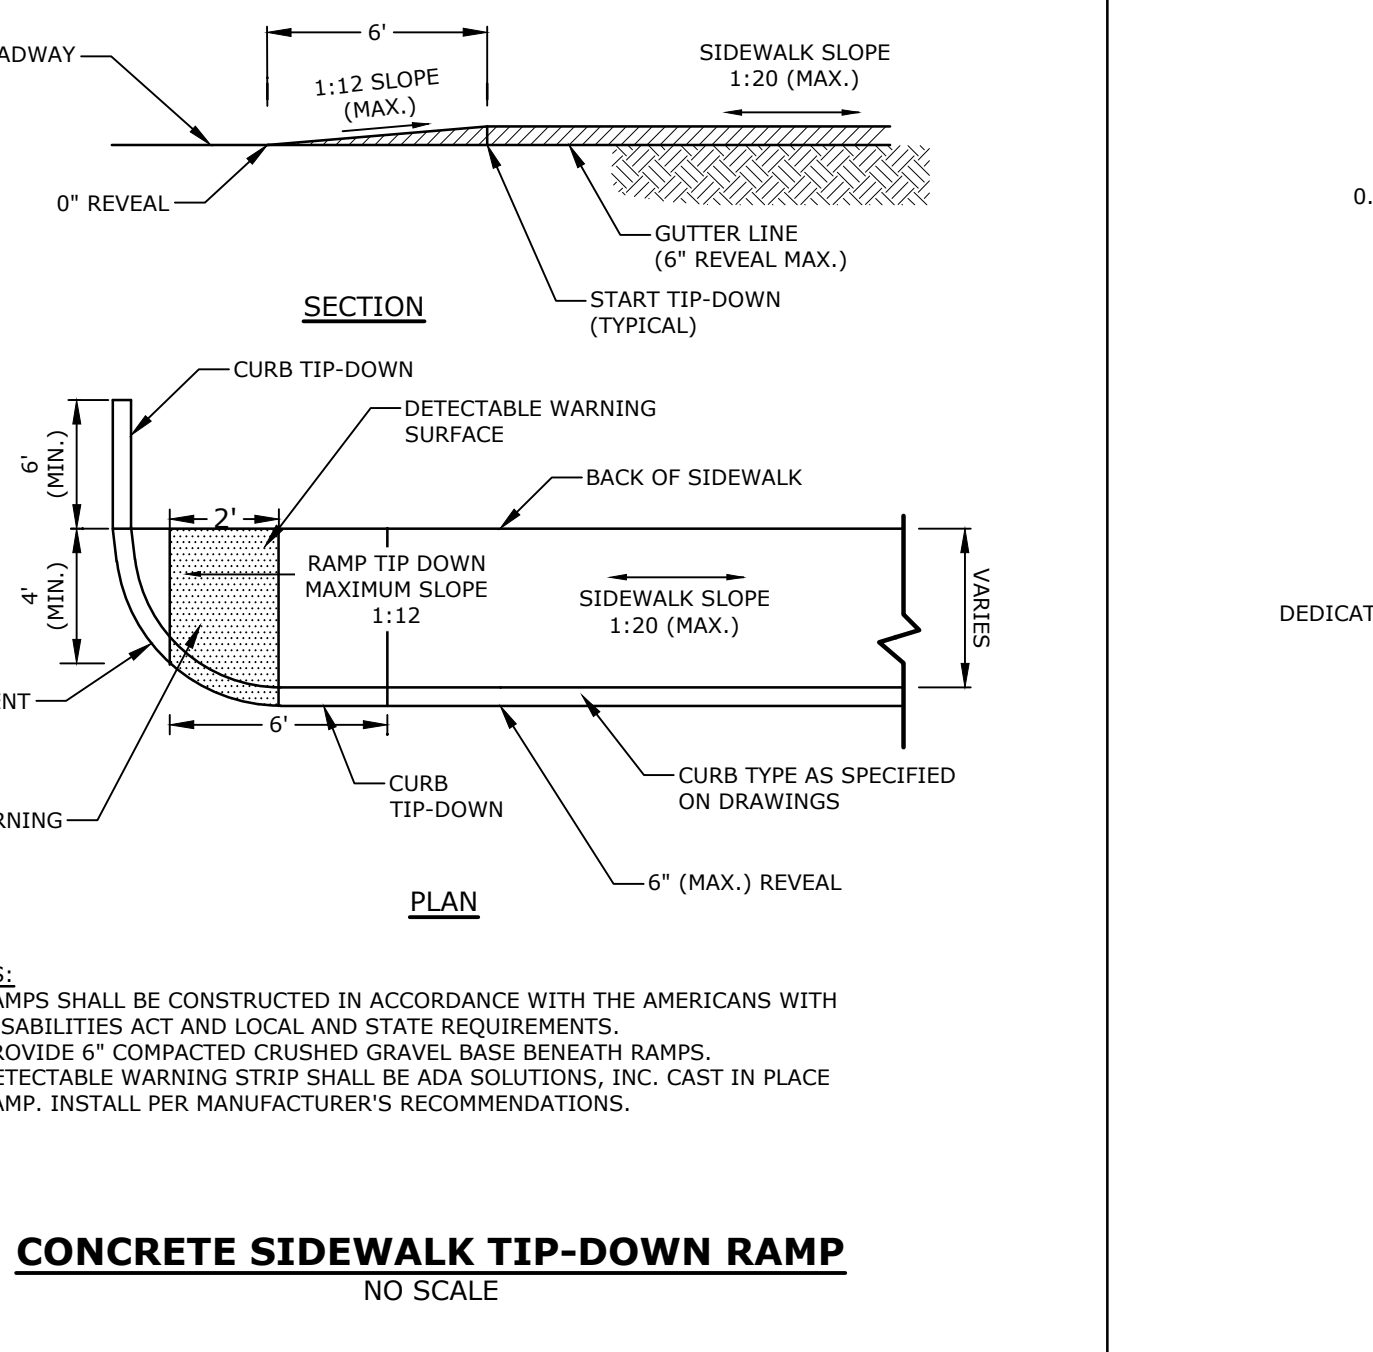 6'
ADWAY
1:12 SLOPE
(MAX.)
SIDEWALK SLOPE
1:20 (MAX.)
0" REVEAL
GUTTER LINE
(6" REVEAL MAX.)
START TIP-DOWN
(TYPICAL)
SECTION
CURB TIP-DOWN
DETECTABLE WARNING
SURFACE
BACK OF SIDEWALK
6'
(MIN.)
2'
4'
(MIN.)
RAMP TIP DOWN
MAXIMUM SLOPE
1:12
SIDEWALK SLOPE
1:20 (MAX.)
VARIES
ENT
6'
CURB
TIP-DOWN
CURB TYPE AS SPECIFIED
ON DRAWINGS
RNING
6" (MAX.) REVEAL
PLAN
S:
AMPS SHALL BE CONSTRUCTED IN ACCORDANCE WITH THE AMERICANS WITH
SABILITIES ACT AND LOCAL AND STATE REQUIREMENTS.
ROVIDE 6" COMPACTED CRUSHED GRAVEL BASE BENEATH RAMPS.
ETECTABLE WARNING STRIP SHALL BE ADA SOLUTIONS, INC. CAST IN PLACE
AMP. INSTALL PER MANUFACTURER'S RECOMMENDATIONS.
CONCRETE SIDEWALK TIP-DOWN RAMP
NO SCALE
0.
DEDICAT